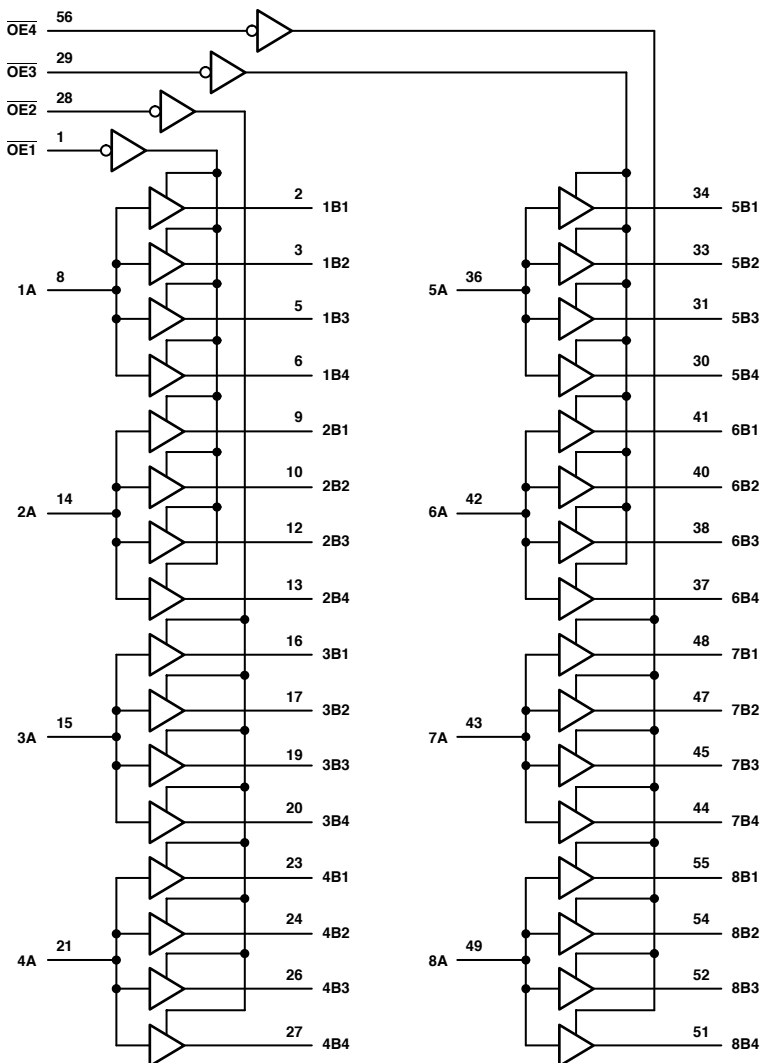 OE4 56
OE3 29
OE2 28
OE1 1
1A 8
2 1B1
3 1B2
5 1B3
6 1B4
2A 14
9 2B1
10 2B2
12 2B3
13 2B4
3A 15
16 3B1
17 3B2
19 3B3
20 3B4
4A 21
23 4B1
24 4B2
26 4B3
27 4B4
5A 36
34 5B1
33 5B2
31 5B3
30 5B4
6A 42
41 6B1
40 6B2
38 6B3
37 6B4
7A 43
48 7B1
47 7B2
45 7B3
44 7B4
8A 49
55 8B1
54 8B2
52 8B3
51 8B4